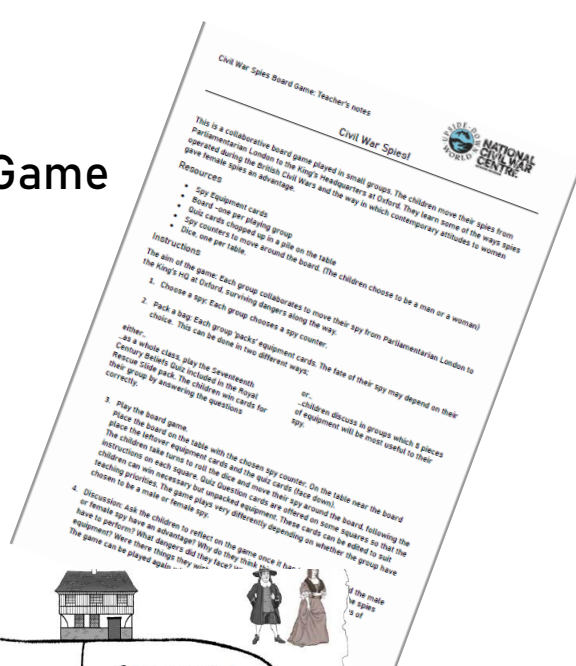 Game
Civil War Spies Board Game: Teacher's notes
UPSIDE-DOWN WORLD
NATIONAL
CIVIL WAR
CENTRE
Civil War Spies!
This is a collaborative board game played in small groups. The children move their spies from
Parliamentarian London to the King's Headquarters at Oxford. They learn some of the ways spies
operated during the British Civil Wars and the way in which contemporary attitudes to women
gave female spies an advantage.
Resources
• Spy Equipment cards
• Board -one per playing group
• Quiz cards chopped up in a pile on the table
• Spy counters to move around the board. (The children choose to be a man or a woman)
• Dice, one per table.
Instructions
The aim of the game: Each group collaborates to move their spy from Parliamentarian London to
the King's HQ at Oxford, surviving dangers along the way.
1. Choose a spy: Each group chooses a spy counter.
2. Pack a bag: Each group 'packs' equipment cards. The fate of their spy may depend on their
choice. This can be done in two different ways;
either..
..as a whole class, play the Seventeenth
Century Beliefs Quiz included in the Royal
Rescue Slide pack. The children win cards for
their group by answering the questions
correctly.
or..
..children discuss in groups which 8 pieces
of equipment will be most useful to their
spy.
3. Play the board game.
Place the board on the table with the chosen spy counter. On the table near the board
place the leftover equipment cards and the quiz cards (face down).
The children take turns to roll the dice and move their spy around the board, following the
instructions on each square. Quiz Question cards are offered on some squares so that the
children can win necessary but unpacked equipment. These cards can be edited to suit
teaching priorities. The game plays very differently depending on whether the group have
chosen to be a male or female spy.
4. Discussion: Ask the children to reflect on the game once it
the male
or female spy have an advantage? Why do they think
spies
have to perform? What dangers did they face?
of
equipment? Were there things they
The game can be played again